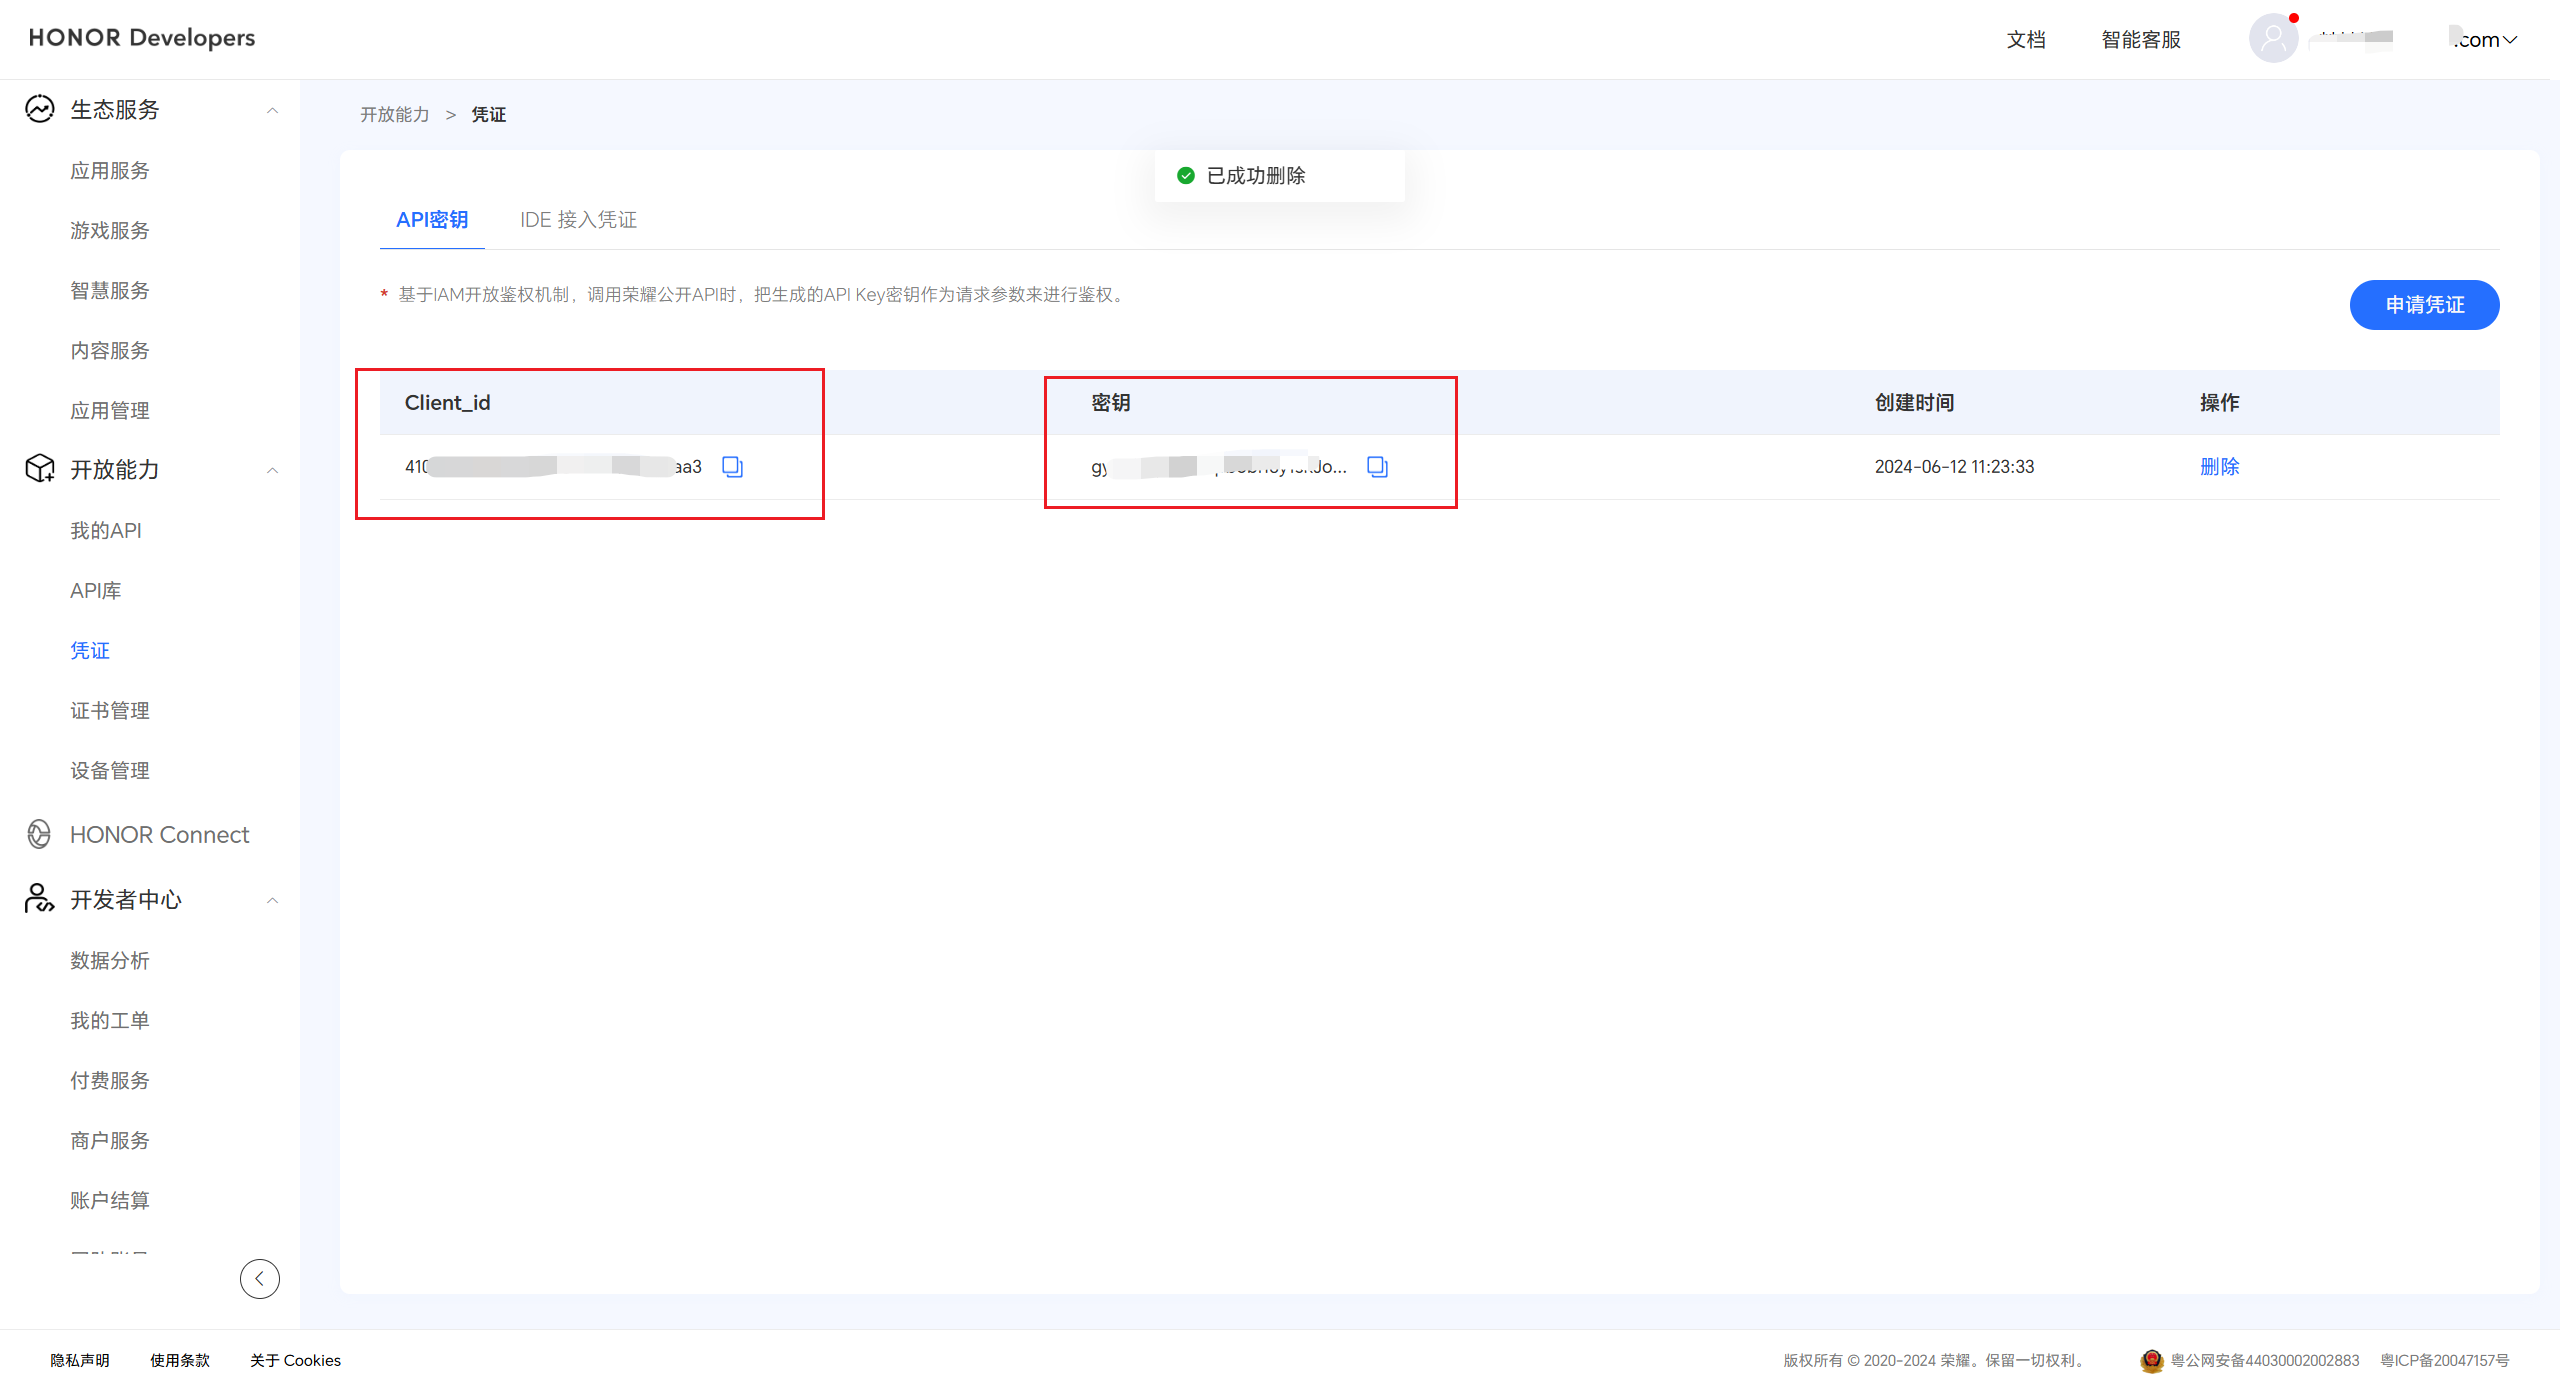 HONOR Developers
文档
智能客服
.com
生态服务
应用服务
游戏服务
智慧服务
内容服务
应用管理
开放能力
我的API
API库
凭证
证书管理
设备管理
HONOR Connect
开发者中心
数据分析
我的工单
付费服务
商户服务
账户结算
开放能力 > 凭证
已成功删除
API密钥
IDE 接入凭证
* 基于IAM开放鉴权机制，调用荣耀公开API时，把生成的API Key密钥作为请求参数来进行鉴权。
申请凭证
Client_id 密钥 创建时间 操作
410 aa3 gy Jo... 2024-06-12 11:23:33 删除
隐私声明 使用条款 关于 Cookies
版权所有 © 2020-2024 荣耀。保留一切权利。 粤公网安备44030002002883 粤ICP备20047157号